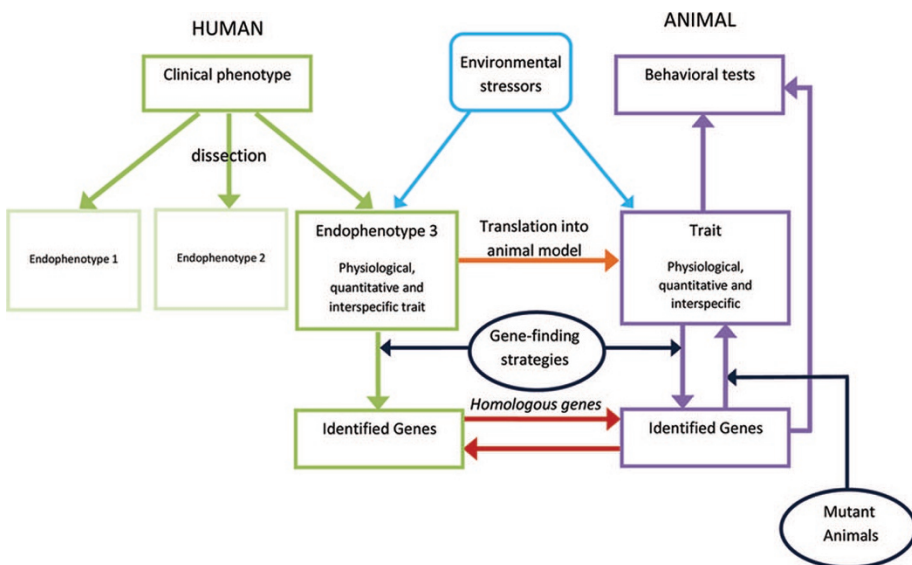 HUMAN
ANIMAL
Clinical phenotype
Environmental
stressors
Behavioral tests
dissection
Endophenotype 1
Endophenotype 2
Endophenotype 3
Physiological,
quantitative and
interspecific trait
Translation into
animal model
Trait
Physiological,
quantitative and
interspecific
Gene-finding
strategies
Identified Genes
Homologous genes
Identified Genes
Mutant
Animals